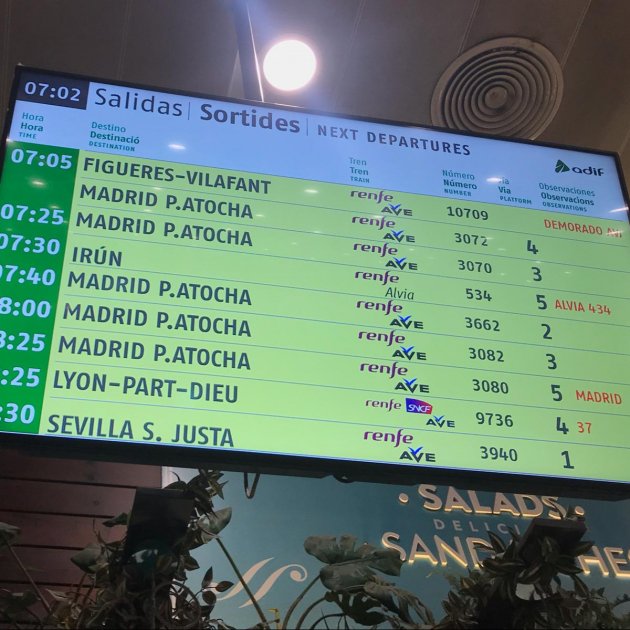 07:02 Salidas Sortides NEXT DEPARTURES
adif
Hora Destino Tren Número Vía Observaciones
Hora Destinació Tren Número Via Observacions
TIME DESTINATION TRAIN NUMBER PLATFORM OBSERVATIONS
07:05 FIGUERES-VILAFANT renfe AVE 10709 DEMORADO
MADRID P.ATOCHA renfe AVE 3072 4
07:25 MADRID P.ATOCHA renfe AVE 3070 3
07:30 IRÚN renfe Alvia 534 5 ALVIA 434
07:40 MADRID P.ATOCHA renfe AVE 3662 2
08:00 MADRID P.ATOCHA renfe AVE 3082 3
8:25 MADRID P.ATOCHA renfe AVE 3080 5 MADRID
:25 LYON-PART-DIEU renfe SNCF AVE 9736 4 37
:30 SEVILLA S. JUSTA renfe AVE 3940 1
• SALADS •